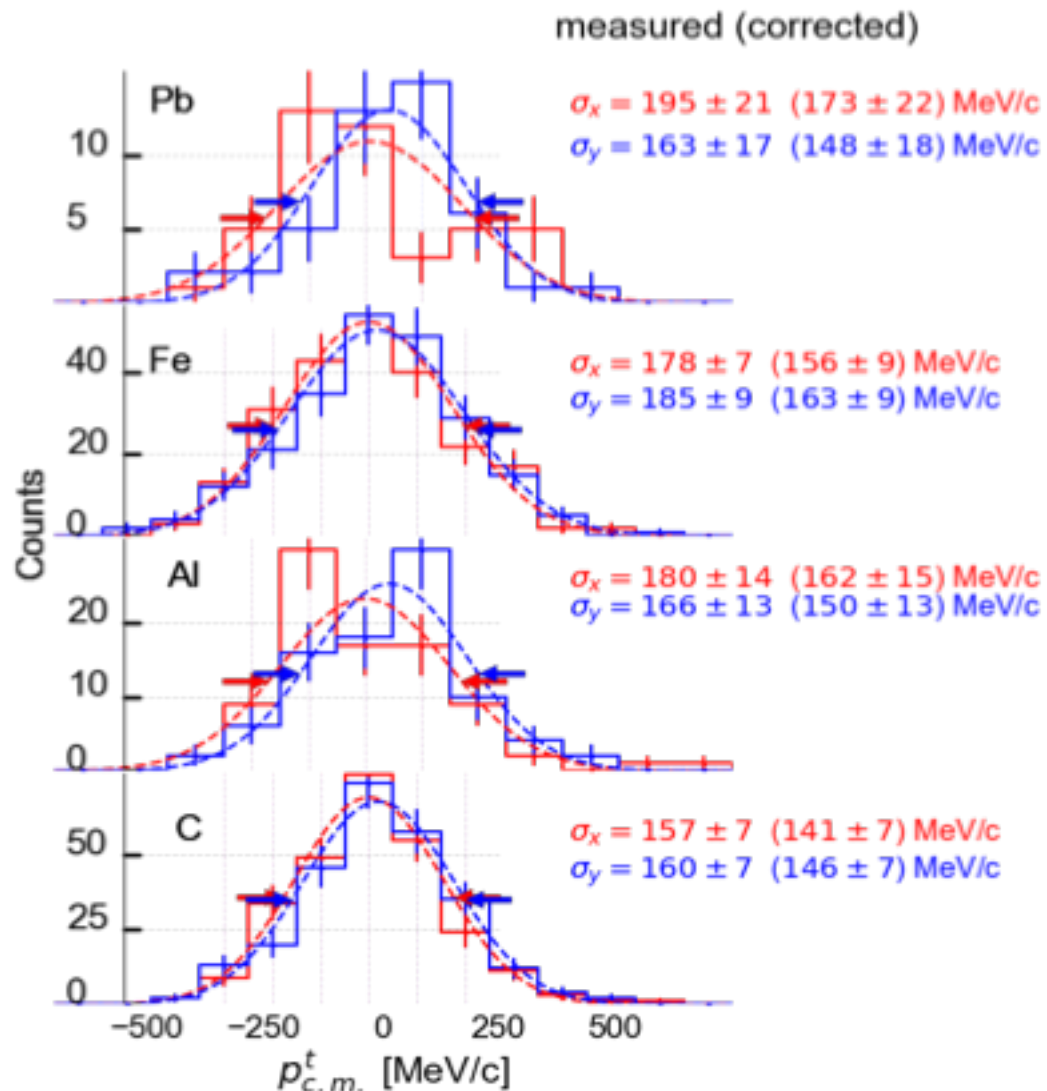 measured (corrected)
Pb
σx = 195 ± 21 (173 ± 22) MeV/c
σy = 163 ± 17 (148 ± 18) MeV/c
10
5
Fe
σx = 178 ± 7 (156 ± 9) MeV/c
σy = 185 ± 9 (163 ± 9) MeV/c
40
20
0
Counts
Al
σx = 180 ± 14 (162 ± 15) MeV/c
σy = 166 ± 13 (150 ± 13) MeV/c
20
10
0
C
σx = 157 ± 7 (141 ± 7) MeV/c
σy = 160 ± 7 (146 ± 7) MeV/c
50
25
0
−500 −250 0 250 500
p^t_{c.m.} [MeV/c]